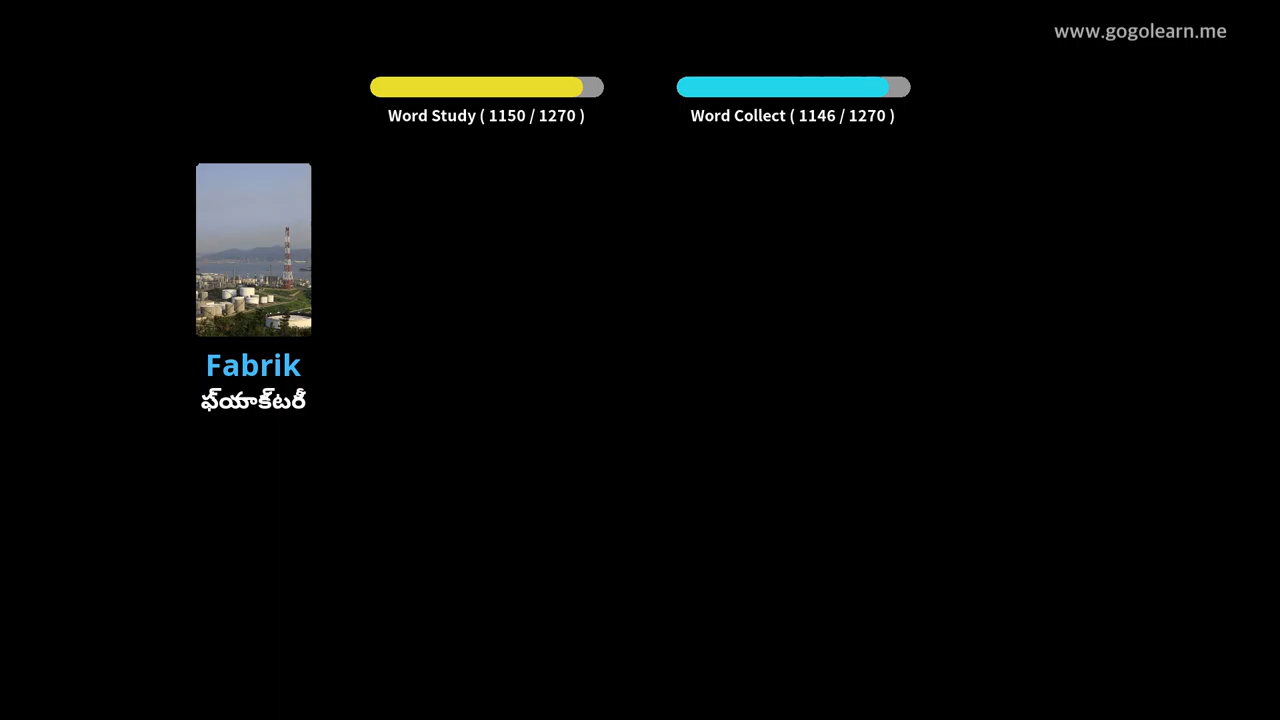 www.gogolearn.me
Word Study ( 1150 / 1270 )
Word Collect ( 1146 / 1270 )
Fabrik
ఫ్యాక్టరీ